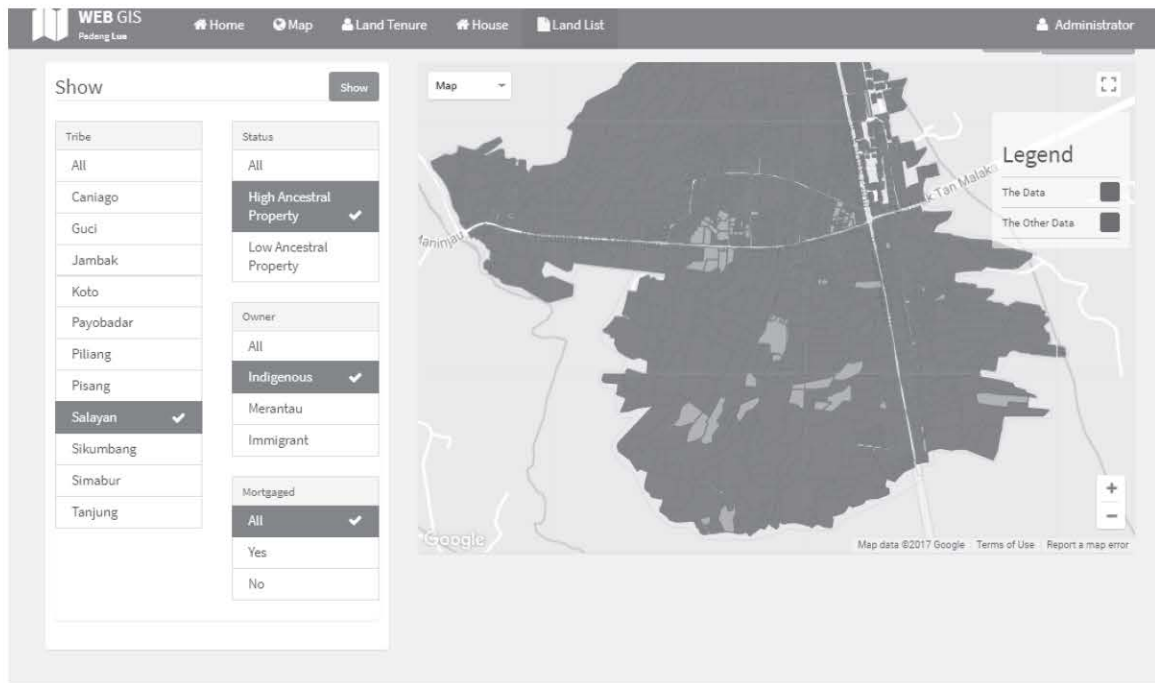 WEB GIS
Padang Lua
Home
Map
Land Tenure
House
Land List
Administrator
Show
Show
Tribe
All
Caniago
Guci
Jambak
Koto
Payobadar
Piliang
Pisang
Salayan
Sikumbang
Simabur
Tanjung
Status
All
High Ancestral
Property
Low Ancestral
Property
Owner
All
Indigenous
Merantau
Immigrant
Mortgaged
All
Yes
No
Map
Maninjau
k Tan Malaka
Legend
The Data
The Other Data
+
−
Google
Map data ©2017 Google
Terms of Use
Report a map error